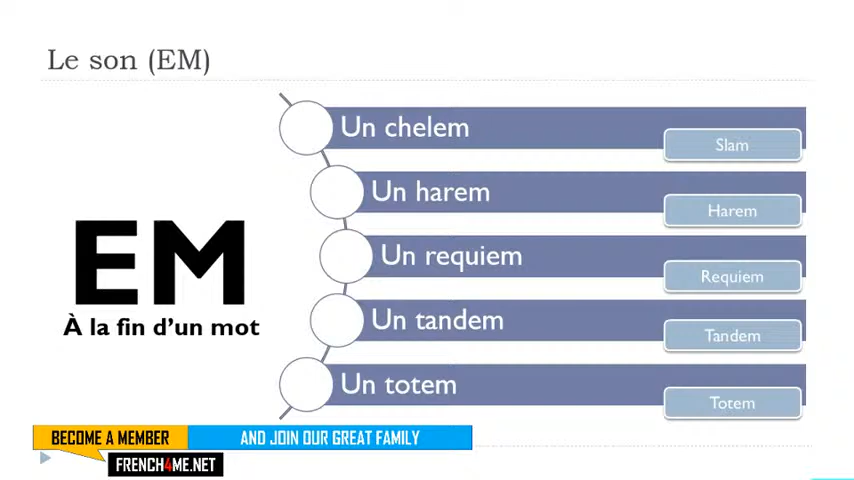 Le son (EM)
Un chelem
Slam
Un harem
Harem
EM
À la fin d'un mot
Un requiem
Requiem
Un tandem
Tandem
Un totem
Totem
BECOME A MEMBER
AND JOIN OUR GREAT FAMILY
FRENCH4ME.NET